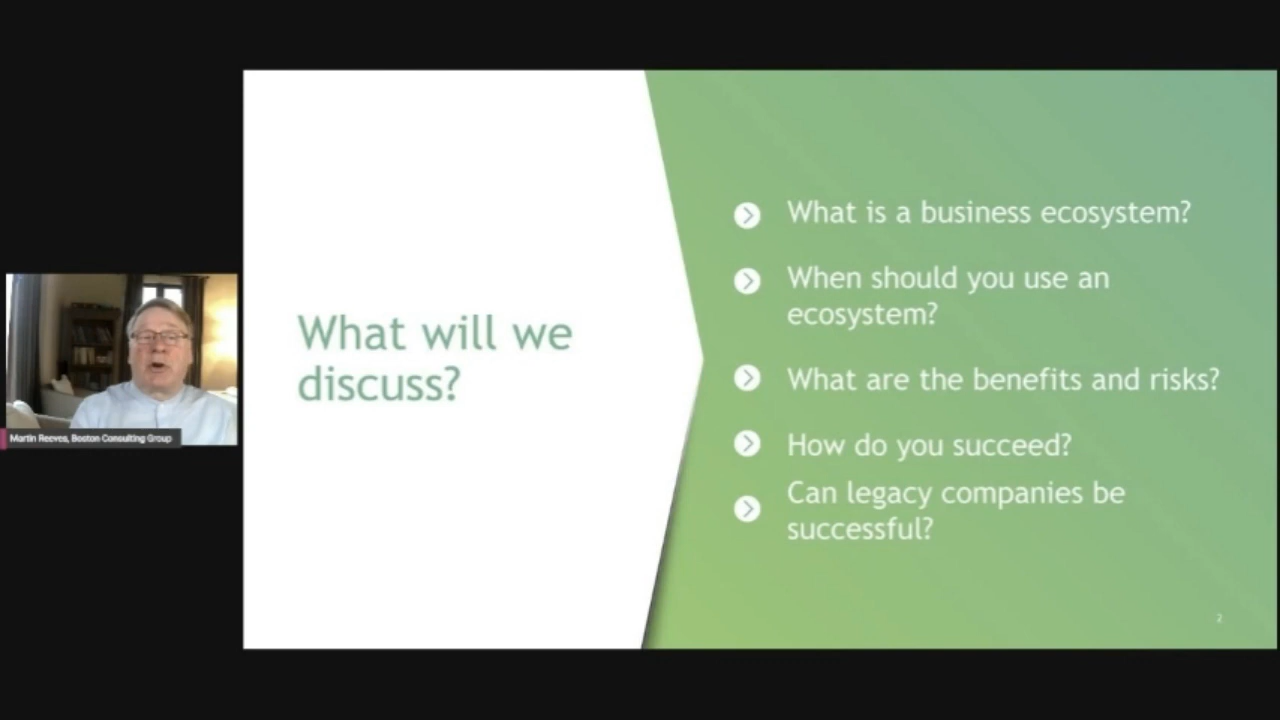 What will we
discuss?
What is a business ecosystem?
When should you use an
ecosystem?
What are the benefits and risks?
How do you succeed?
Can legacy companies be
successful?
2
Martin Reeves, Boston Consulting Group